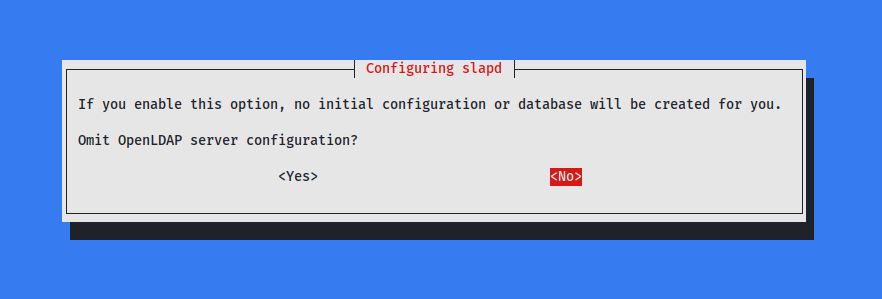 Configuring slapd
If you enable this option, no initial configuration or database will be created for you.
Omit OpenLDAP server configuration?
<Yes> <No>